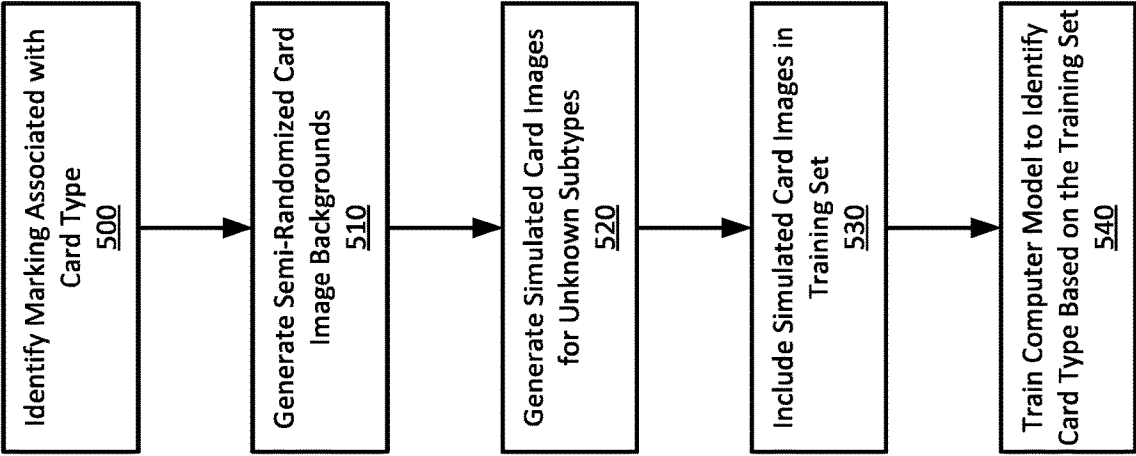 Identify Marking Associated with
Card Type
500
Generate Semi-Randomized Card
Image Backgrounds
510
Generate Simulated Card Images
for Unknown Subtypes
520
Include Simulated Card Images in
Training Set
530
Train Computer Model to Identify
Card Type Based on the Training Set
540